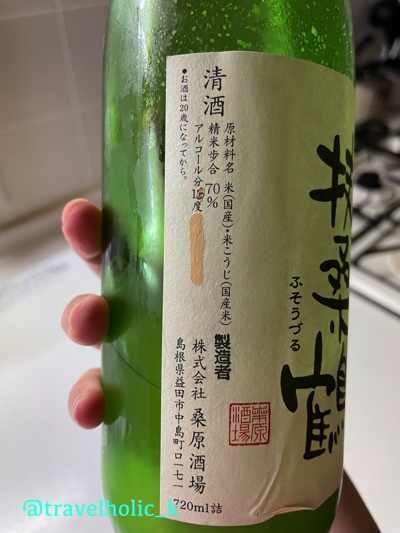 扶桑鶴
ふそうづる
清酒
原材料名 米(国産)・米こうじ(国産米)
精米歩合 70%
アルコール分16度
●お酒は20歳になってから。
製造者
株式会社 桑原酒場
島根県益田市中島町ロ一七一
桑原酒場
720ml詰
@travelholic_k